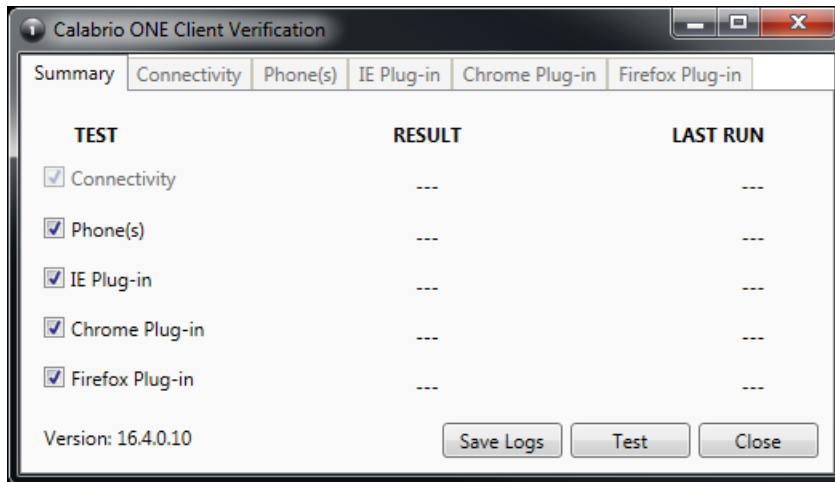 Calabrio ONE Client Verification
Summary Connectivity Phone(s) IE Plug-in Chrome Plug-in Firefox Plug-in
TEST RESULT LAST RUN
Connectivity --- ---
Phone(s) --- ---
IE Plug-in --- ---
Chrome Plug-in --- ---
Firefox Plug-in --- ---
Version: 16.4.0.10 Save Logs Test Close